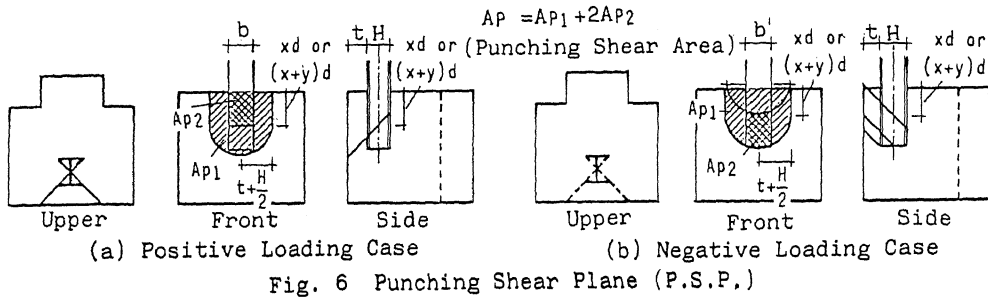 AP =AP1+2AP2
(Punching Shear Area)
b
xd or
(x+y)d
t H
xd or
(x+y)d
b'
xd or
(x+y)d
t H
xd or
(x+y)d
AP2
AP1
t+H/2
AP1
AP2
t+H/2
Upper
Front
Side
Upper
Front
Side
(a) Positive Loading Case
(b) Negative Loading Case
Fig. 6 Punching Shear Plane (P.S.P.)